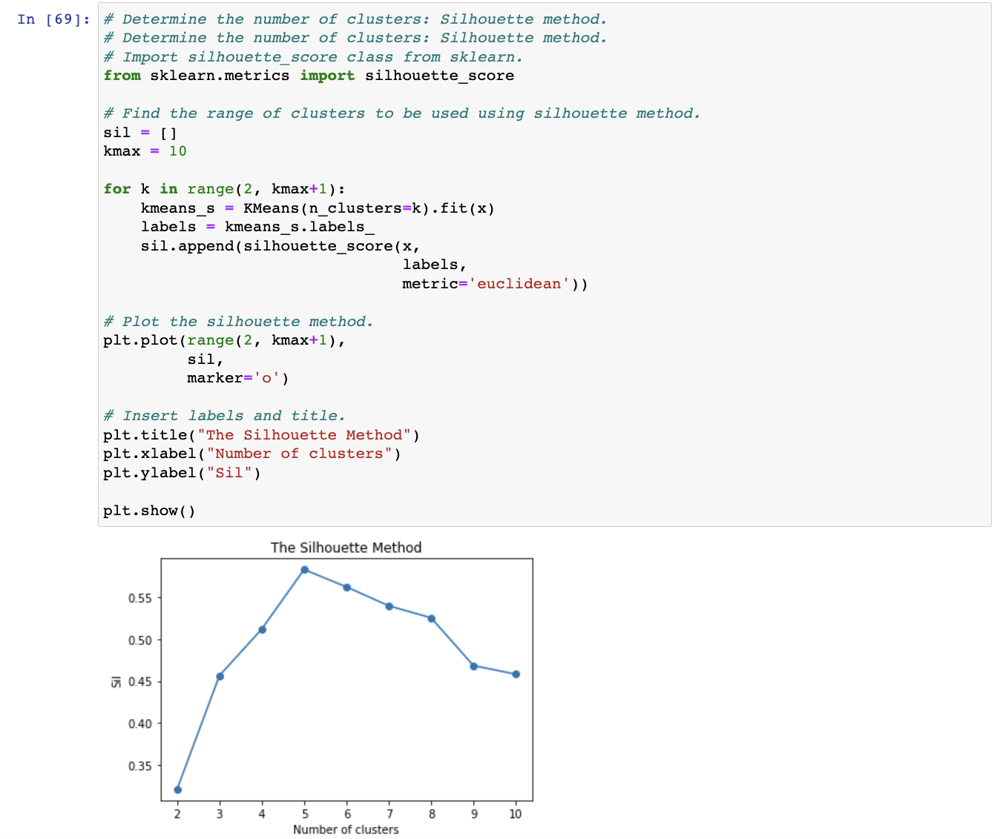 In [69]:
# Determine the number of clusters: Silhouette method.
# Determine the number of clusters: Silhouette method.
# Import silhouette_score class from sklearn.
from sklearn.metrics import silhouette_score

# Find the range of clusters to be used using silhouette method.
sil = []
kmax = 10

for k in range(2, kmax+1):
    kmeans_s = KMeans(n_clusters=k).fit(x)
    labels = kmeans_s.labels_
    sil.append(silhouette_score(x,
                                labels,
                                metric='euclidean'))

# Plot the silhouette method.
plt.plot(range(2, kmax+1),
         sil,
         marker='o')

# Insert labels and title.
plt.title("The Silhouette Method")
plt.xlabel("Number of clusters")
plt.ylabel("Sil")

plt.show()
The Silhouette Method
Sil
0.55
0.50
0.45
0.40
0.35
2 3 4 5 6 7 8 9 10
Number of clusters